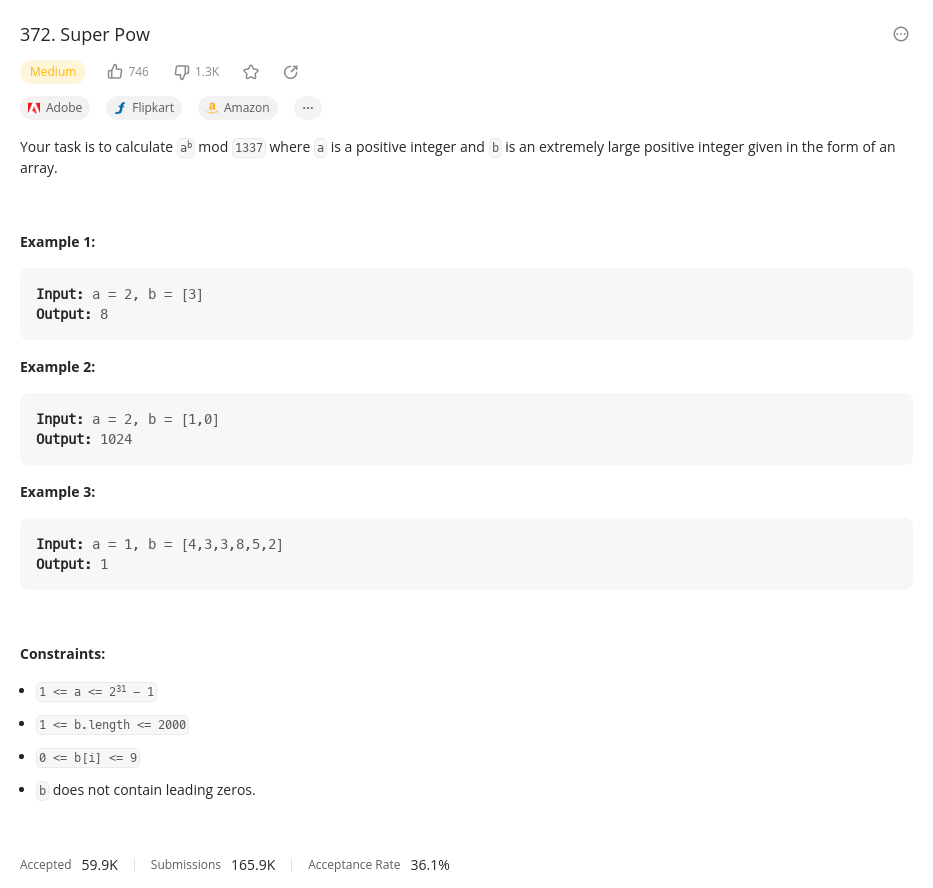 372. Super Pow
Medium 746 1.3K
Adobe Flipkart Amazon ...
Your task is to calculate aᵇ mod 1337 where a is a positive integer and b is an extremely large positive integer given in the form of an
array.
Example 1:
Input: a = 2, b = [3]
Output: 8
Example 2:
Input: a = 2, b = [1,0]
Output: 1024
Example 3:
Input: a = 1, b = [4,3,3,8,5,2]
Output: 1
Constraints:
• 1 <= a <= 2³¹ − 1
• 1 <= b.length <= 2000
• 0 <= b[i] <= 9
• b does not contain leading zeros.
Accepted 59.9K Submissions 165.9K Acceptance Rate 36.1%